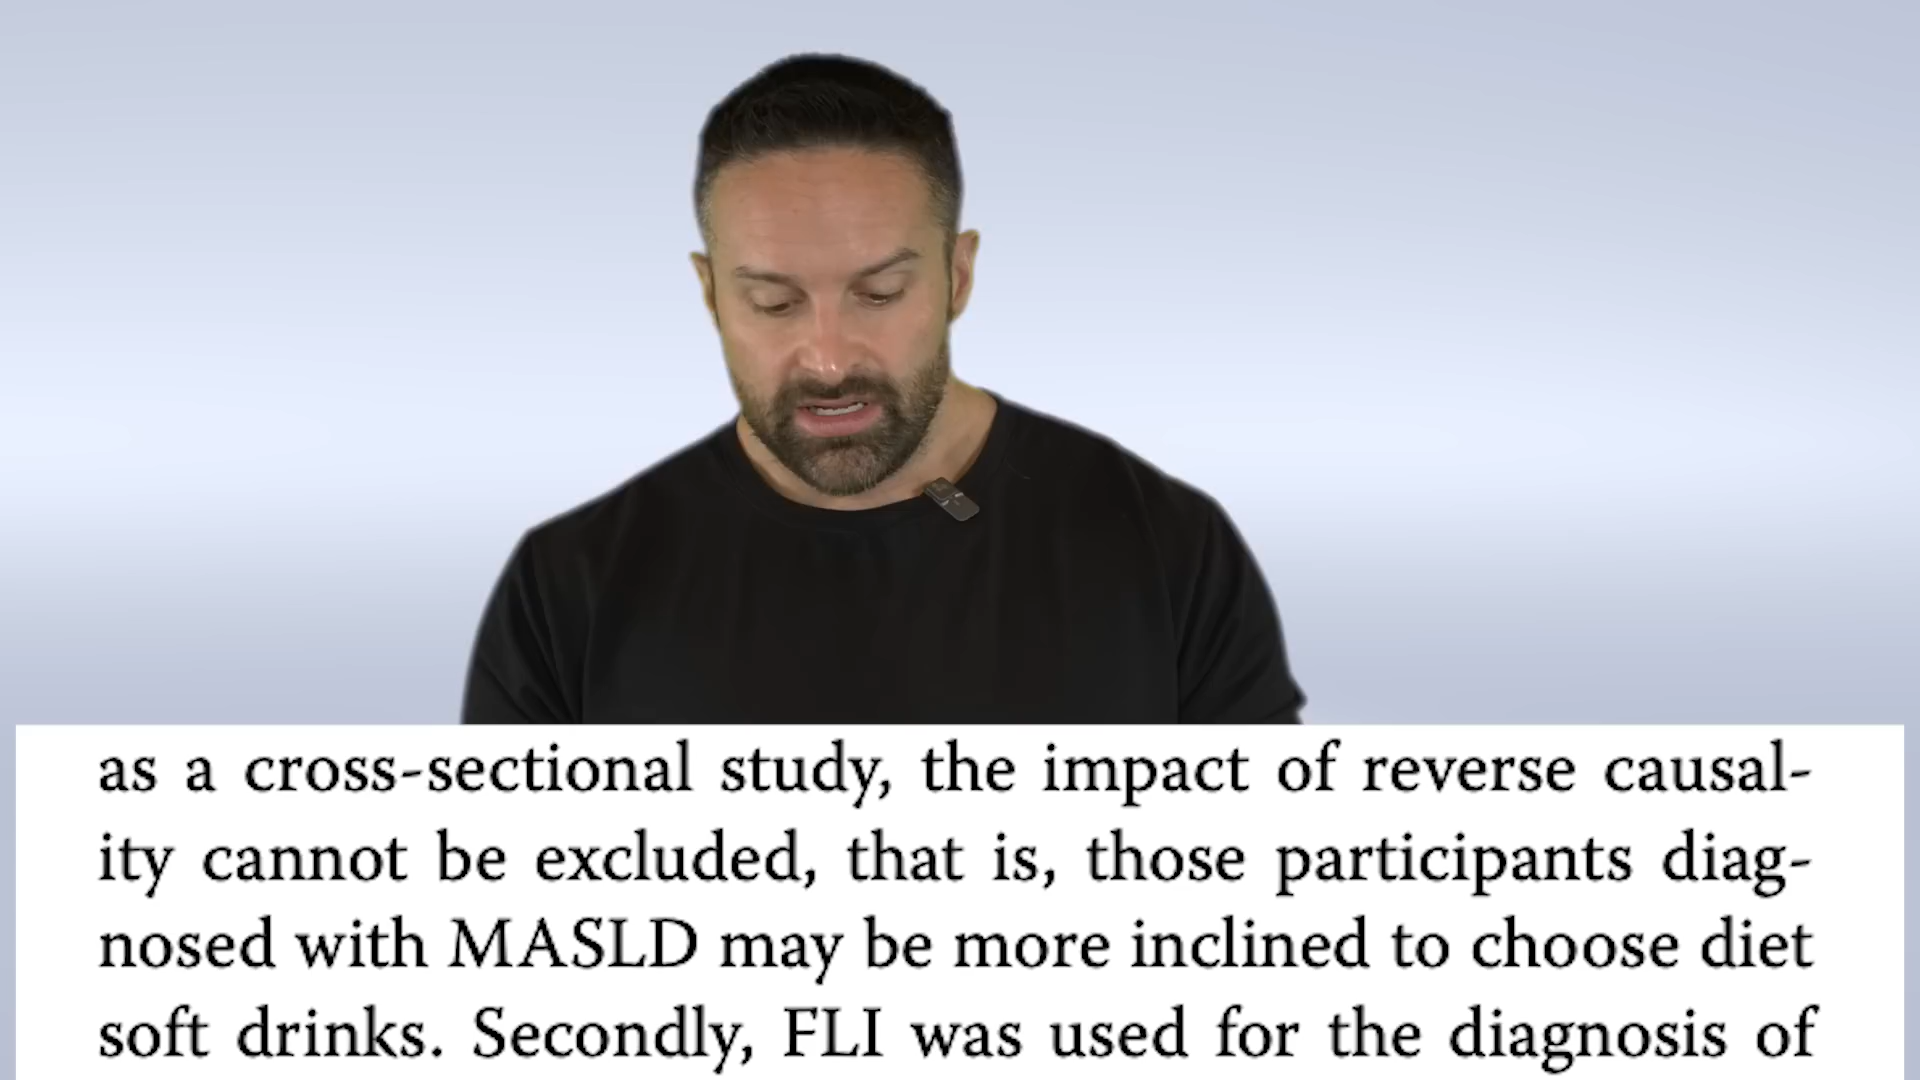 as a cross-sectional study, the impact of reverse causal-
ity cannot be excluded, that is, those participants diag-
nosed with MASLD may be more inclined to choose diet
soft drinks. Secondly, FLI was used for the diagnosis of